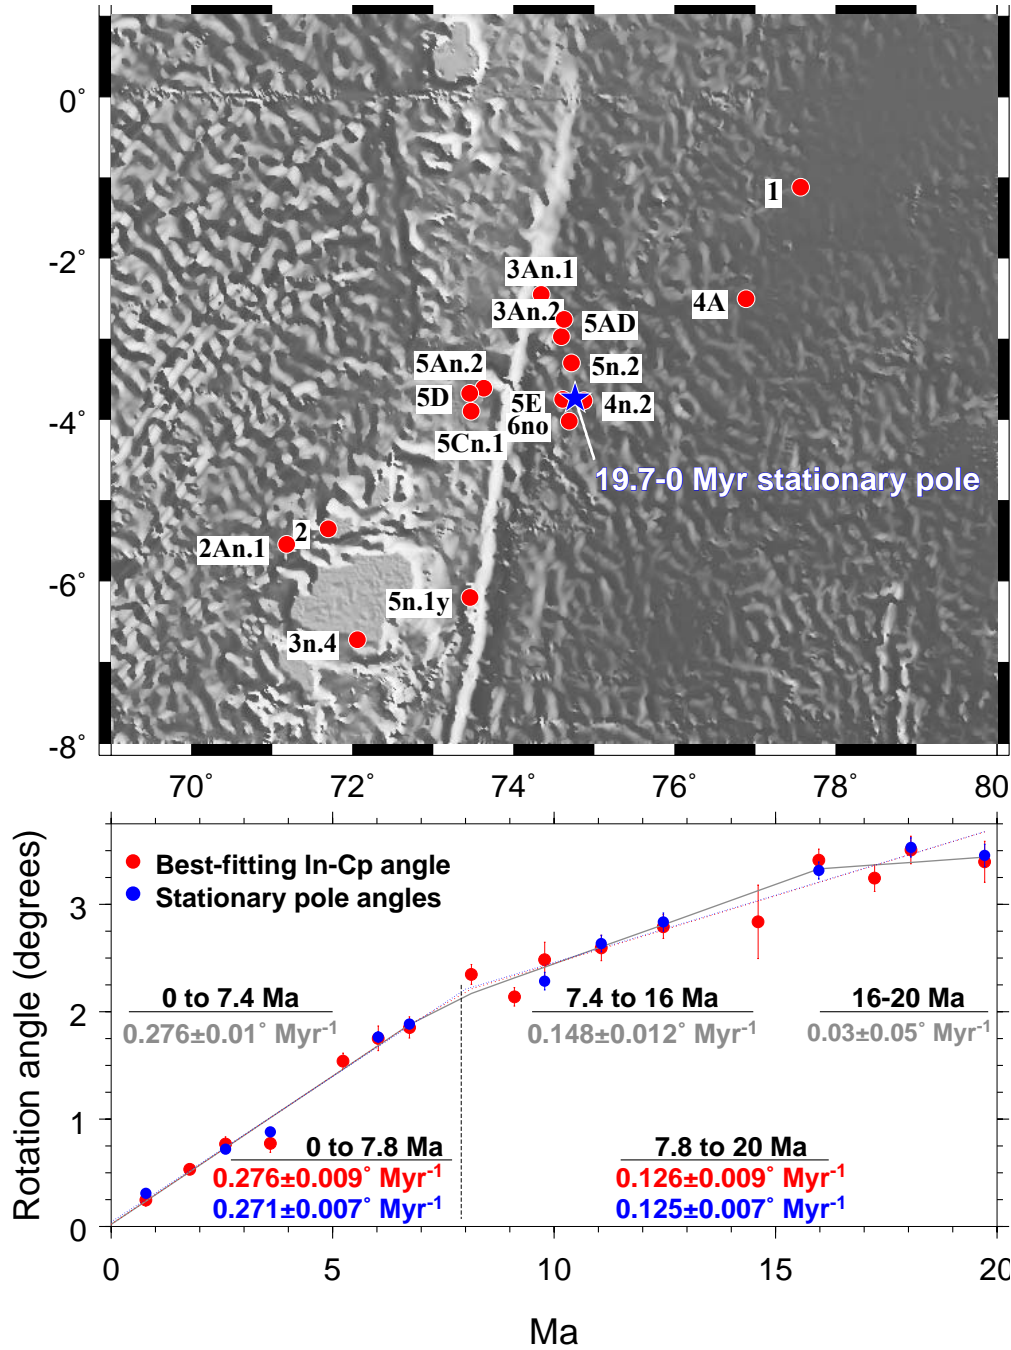 0°
1
-2°
3An.1
4A
3An.2
5AD
5An.2
5n.2
5D
5E
4n.2
-4°
6no
5Cn.1
19.7-0 Myr stationary pole
2
2An.1
-6°
5n.1y
3n.4
-8°
70° 72° 74° 76° 78° 80
Rotation angle (degrees)
Best-fitting In-Cp angle
Stationary pole angles
3
0 to 7.4 Ma
7.4 to 16 Ma
16-20 Ma
2
0.276±0.01° Myr-1
0.148±0.012° Myr-1
0.03±0.05° Myr-1
1
0 to 7.8 Ma
7.8 to 20 Ma
0.276±0.009° Myr-1
0.126±0.009° Myr-1
0.271±0.007° Myr-1
0.125±0.007° Myr-1
0
0 5 10 15 20
Ma